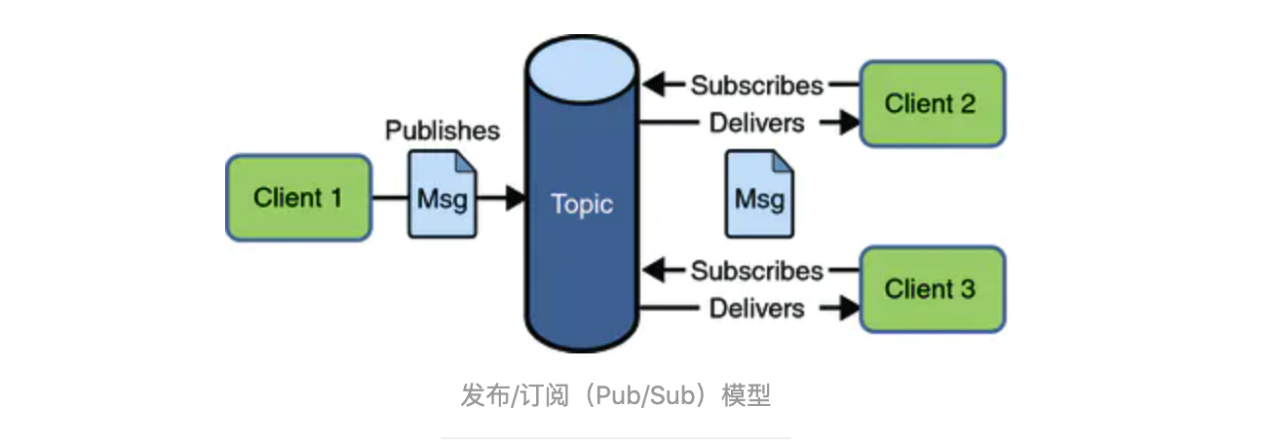 Subscribes
Client 2
Delivers
Publishes
Client 1
Msg
Topic
Msg
Subscribes
Client 3
Delivers
发布/订阅（Pub/Sub）模型